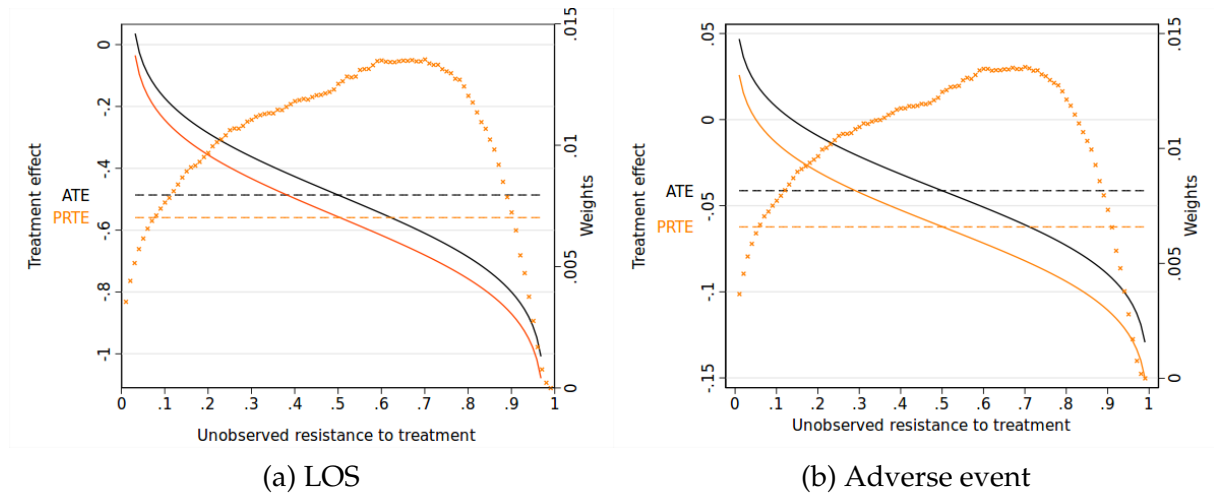 0
-.2
-.4
-.6
-.8
-1
Treatment effect
ATE
PRTE
.015
.01
.005
0
Weights
0 .1 .2 .3 .4 .5 .6 .7 .8 .9 1
Unobserved resistance to treatment
(a) LOS
.05
0
-.05
-.1
-.15
Treatment effect
ATE
PRTE
.015
.01
.005
0
Weights
0 .1 .2 .3 .4 .5 .6 .7 .8 .9 1
Unobserved resistance to treatment
(b) Adverse event